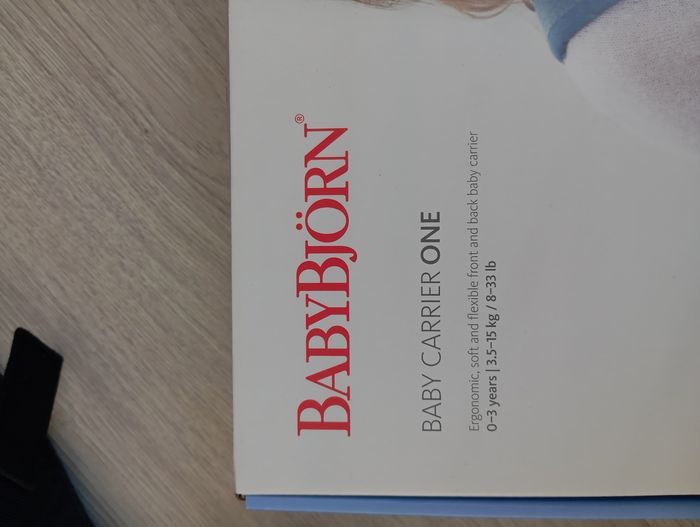 BABYBJÖRN®
BABY CARRIER ONE
Ergonomic, soft and flexible front and back baby carrier
0–3 years | 3.5–15 kg / 8–33 lb